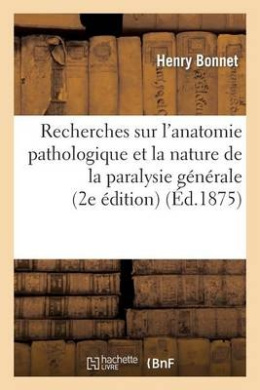 Henry Bonnet
Recherches sur l'anatomie
pathologique et la nature de la
paralysie générale
(2e édition) (Éd.1875)
hachette
LIVRE
{BnF